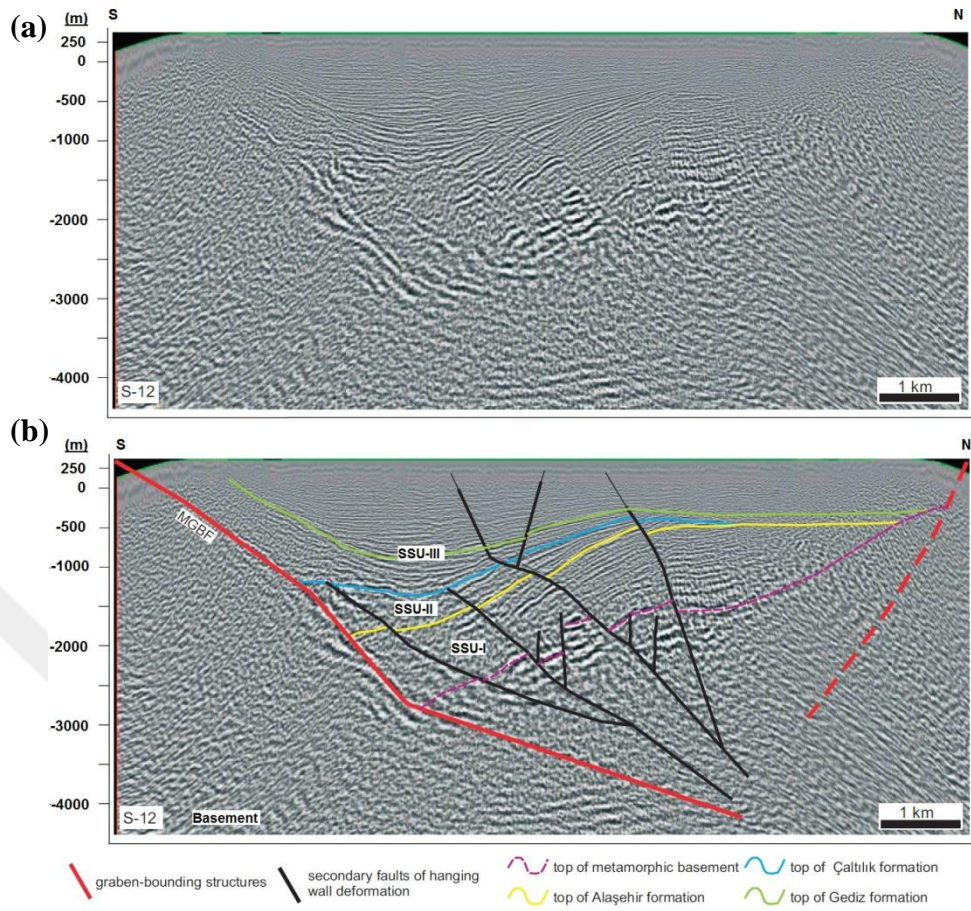 (a)
S
N
(m)
250
0
-500
-1000
-2000
-3000
-4000
S-12
1 km
(b)
S
N
(m)
250
0
-500
-1000
-2000
-3000
-4000
MGBF
SSU-III
SSU-II
SSU-I
S-12
Basement
1 km
graben-bounding structures
secondary faults of hanging
wall deformation
top of metamorphic basement
top of Çaltılık formation
top of Alaşehir formation
top of Gediz formation